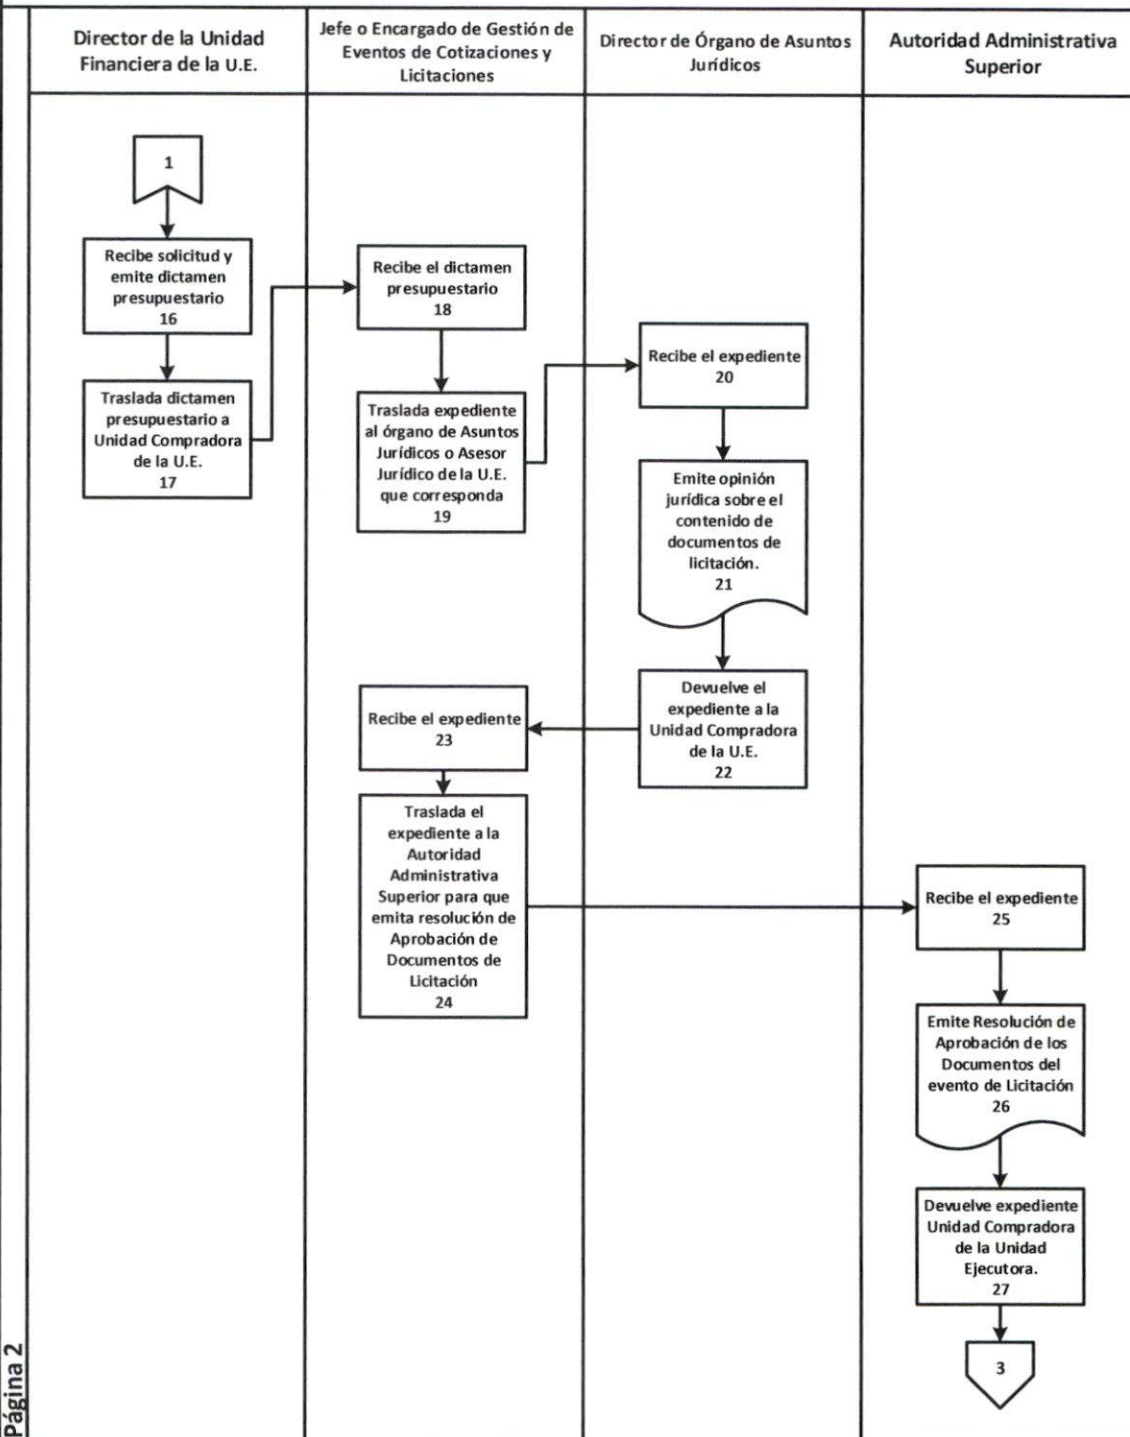 Director de la Unidad
Financiera de la U.E.
Jefe o Encargado de Gestión de
Eventos de Cotizaciones y
Licitaciones
Director de Órgano de Asuntos
Jurídicos
Autoridad Administrativa
Superior
1
Recibe solicitud y
emite dictamen
presupuestario
16
Traslada dictamen
presupuestario a
Unidad Compradora
de la U.E.
17
Recibe el dictamen
presupuestario
18
Traslada expediente
al órgano de Asuntos
Jurídicos o Asesor
Jurídico de la U.E.
que corresponda
19
Recibe el expediente
20
Emite opinión
jurídica sobre el
contenido de
documentos de
licitación.
21
Devuelve el
expediente a la
Unidad Compradora
de la U.E.
22
Recibe el expediente
23
Traslada el
expediente a la
Autoridad
Administrativa
Superior para que
emita resolución de
Aprobación de
Documentos de
Licitación
24
Recibe el expediente
25
Emite Resolución de
Aprobación de los
Documentos del
evento de Licitación
26
Devuelve expediente
Unidad Compradora
de la Unidad
Ejecutora.
27
3
Página 2